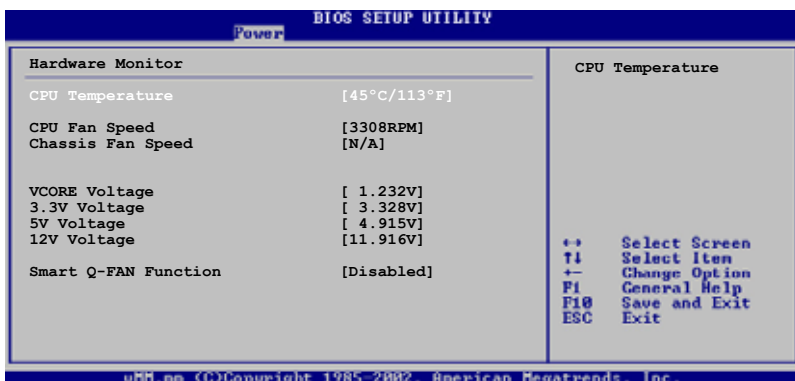 BIOS SETUP UTILITY
Power
Hardware Monitor
CPU Temperature [45°C/113°F]
CPU Fan Speed [3308RPM]
Chassis Fan Speed [N/A]
VCORE Voltage [ 1.232V]
3.3V Voltage [ 3.328V]
5V Voltage [ 4.915V]
12V Voltage [11.916V]
Smart Q-FAN Function [Disabled]
CPU Temperature
↔ Select Screen
↑↓ Select Item
+- Change Option
F1 General Help
F10 Save and Exit
ESC Exit
(C)Copyright 1985-2002, American Megatrends, Inc.